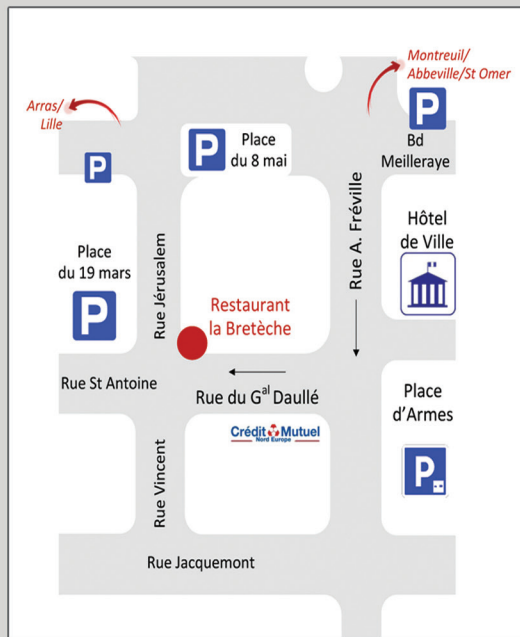 Montreuil/
Abbeville/St Omer
Arras/
Lille
P
Bd
Meilleraye
P
Place
du 8 mai
P
Place
du 19 mars
P
Rue Jérusalem
Rue A. Fréville
Hôtel
de Ville
Restaurant
la Bretèche
Rue St Antoine
Rue du Gᵃˡ Daullé
Place
d'Armes
P
Crédit Mutuel
Nord Europe
Rue Vincent
Rue Jacquemont